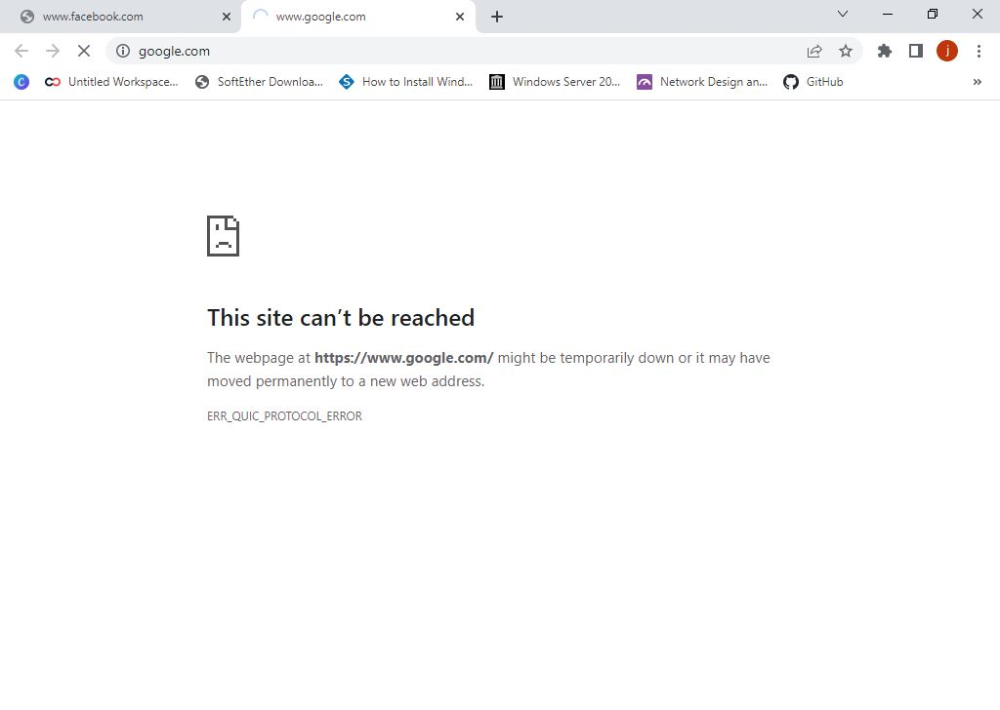 www.facebook.com
www.google.com
google.com
j
C
Untitled Workspace...
SoftEther Downloa...
S
How to Install Wind...
Windows Server 20...
Network Design an...
GitHub
»
This site can’t be reached
The webpage at https://www.google.com/ might be temporarily down or it may have
moved permanently to a new web address.
ERR_QUIC_PROTOCOL_ERROR